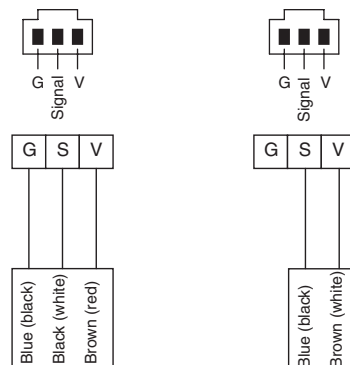 G Signal V
G S V
Blue (black)
Black (white)
Brown (red)
G Signal V
G S V
Blue (black)
Brown (white)